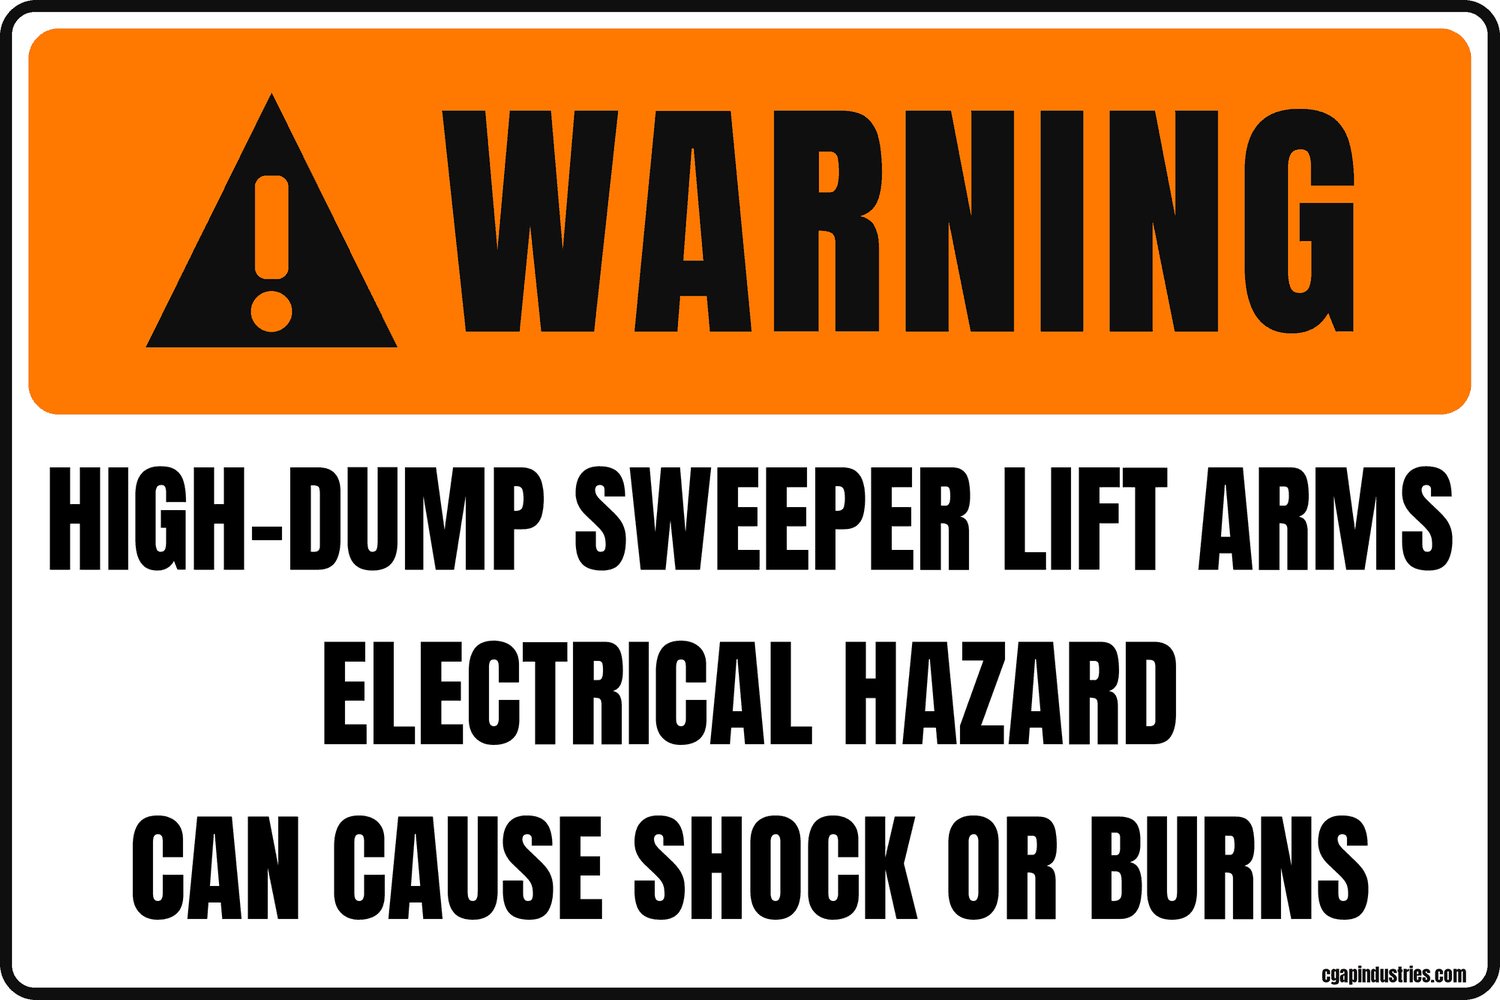 WARNING
HIGH-DUMP SWEEPER LIFT ARMS
ELECTRICAL HAZARD
CAN CAUSE SHOCK OR BURNS
cgapindustries.com